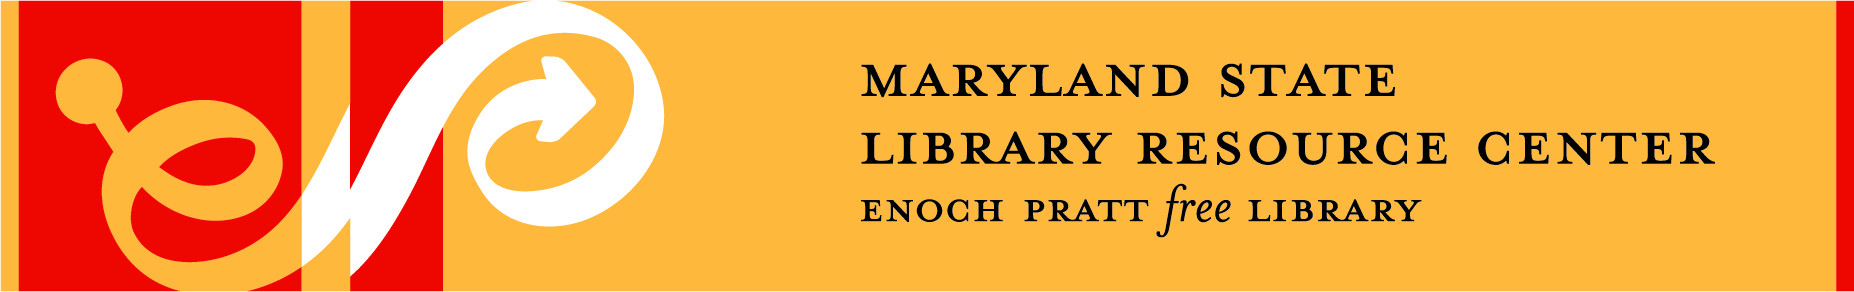 MARYLAND STATE
LIBRARY RESOURCE CENTER
ENOCH PRATT free LIBRARY